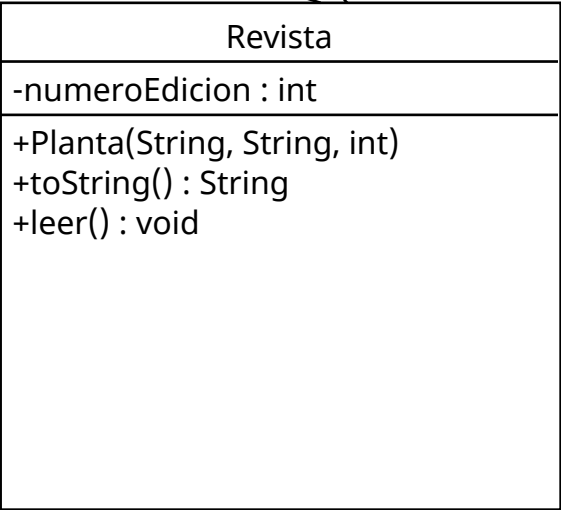 Revista
-numeroEdicion : int
+Planta(String, String, int)
+toString() : String
+leer() : void